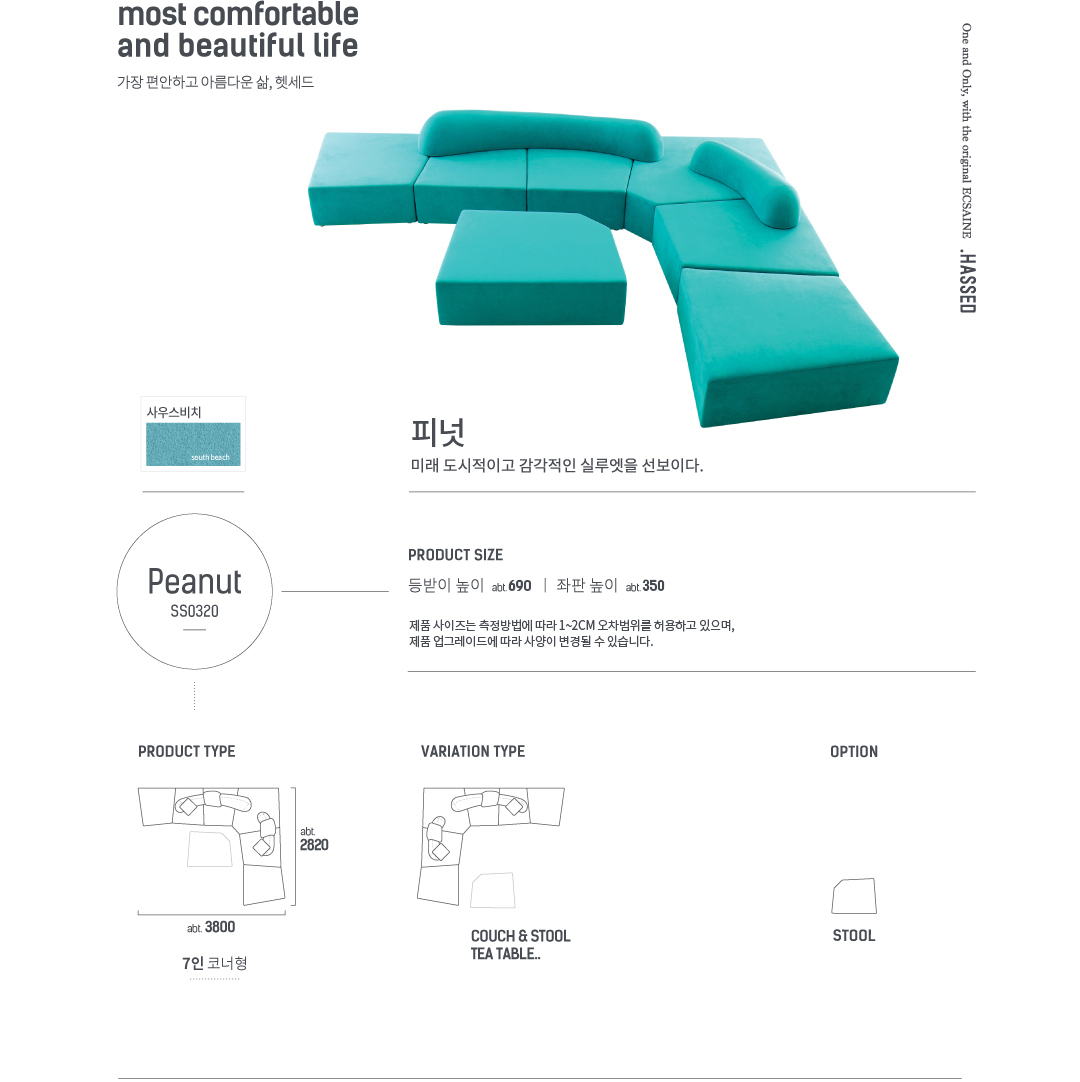 most comfortable
and beautiful life
가장 편안하고 아름다운 삶, 헷세드
One and Only, with the original ECSAINE .HASSED
사우스비치
south beach
피넛
미래 도시적이고 감각적인 실루엣을 선보이다.
Peanut
SS0320
PRODUCT SIZE
등받이 높이 abt.690 | 좌판 높이 abt.350
제품 사이즈는 측정방법에 따라 1~2CM 오차범위를 허용하고 있으며,
제품 업그레이드에 따라 사양이 변경될 수 있습니다.
PRODUCT TYPE
abt.
2820
abt. 3800
7인 코너형
VARIATION TYPE
COUCH & STOOL
TEA TABLE..
OPTION
STOOL